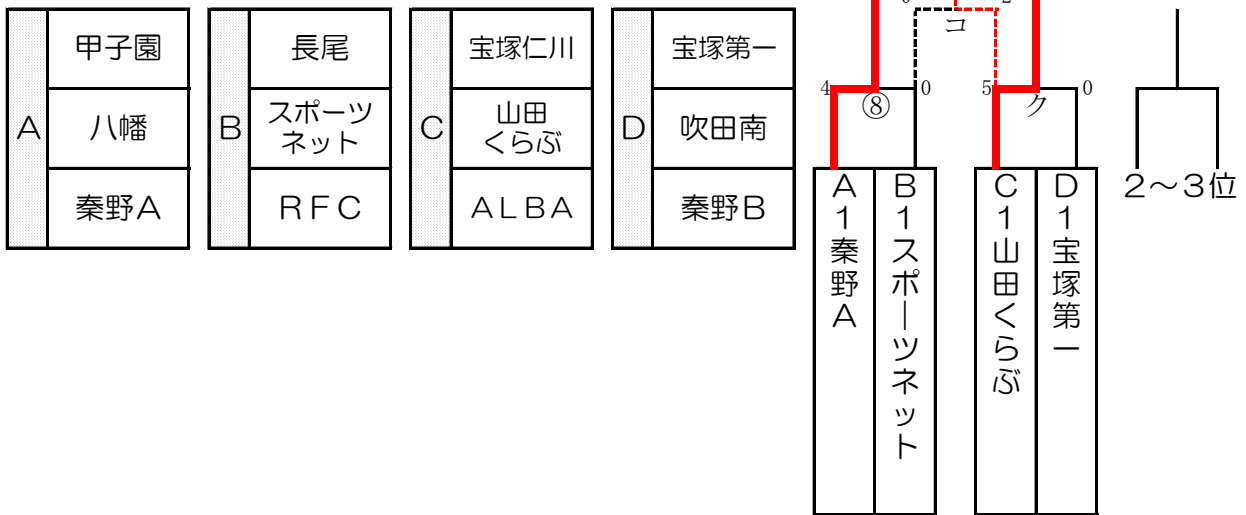 A
甲子園
八幡
秦野A
B
長尾
スポーツ
ネット
RFC
C
宝塚仁川
山田
くらぶ
ALBA
D
宝塚第一
吹田南
秦野B
コ
4
⑧
0
5
ク
0
A1秦野A
B1スポーツネット
C1山田くらぶ
D1宝塚第一
2～3位